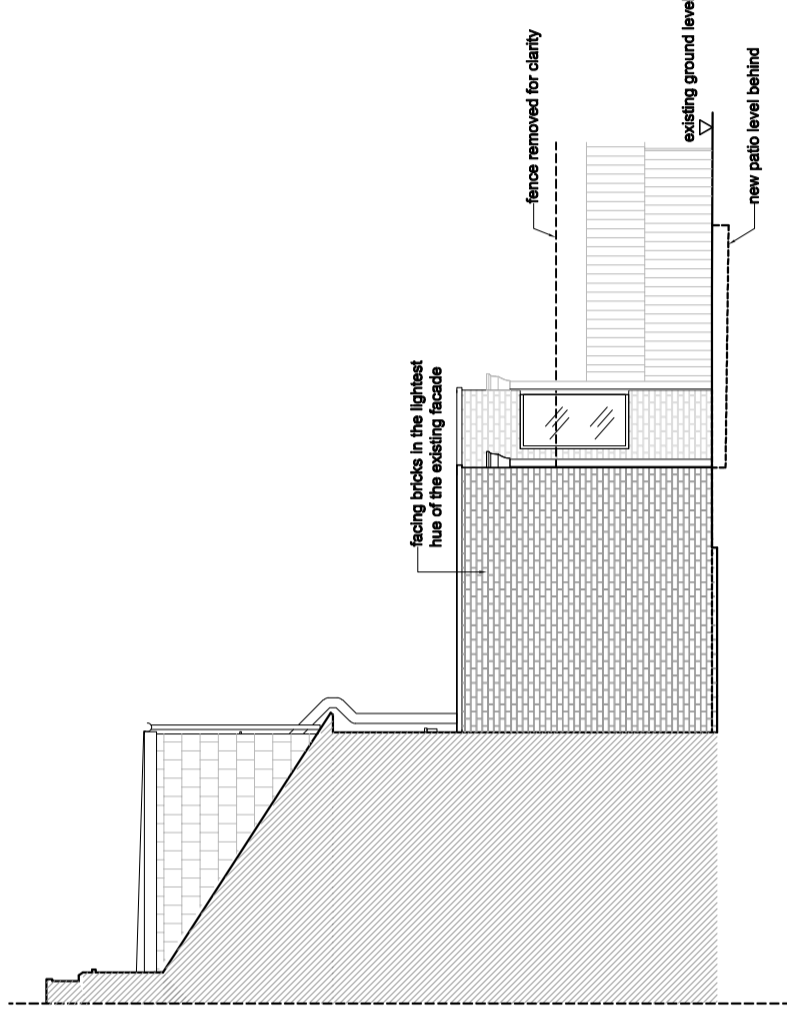 facing bricks in the lightest
hue of the existing facade
fence removed for clarity
existing ground level
new patio level behind